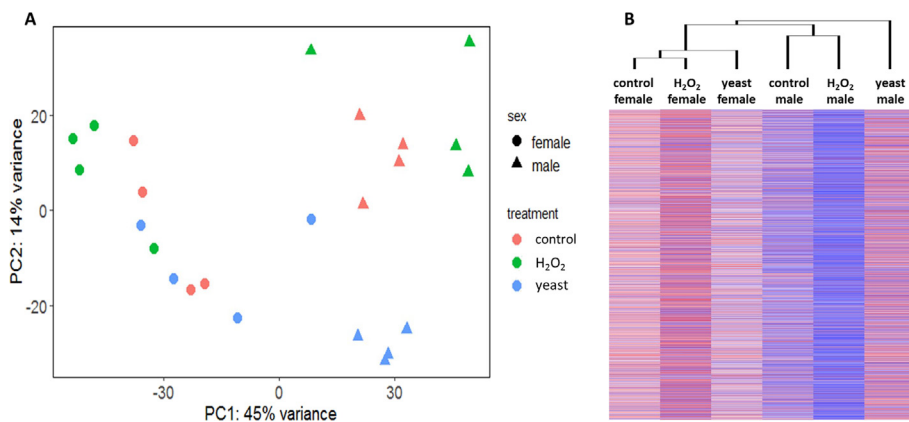 A
PC2: 14% variance
20
0
-20
-30
0
30
PC1: 45% variance
sex
female
male
treatment
control
H₂O₂
yeast
B
control female
H₂O₂ female
yeast female
control male
H₂O₂ male
yeast male